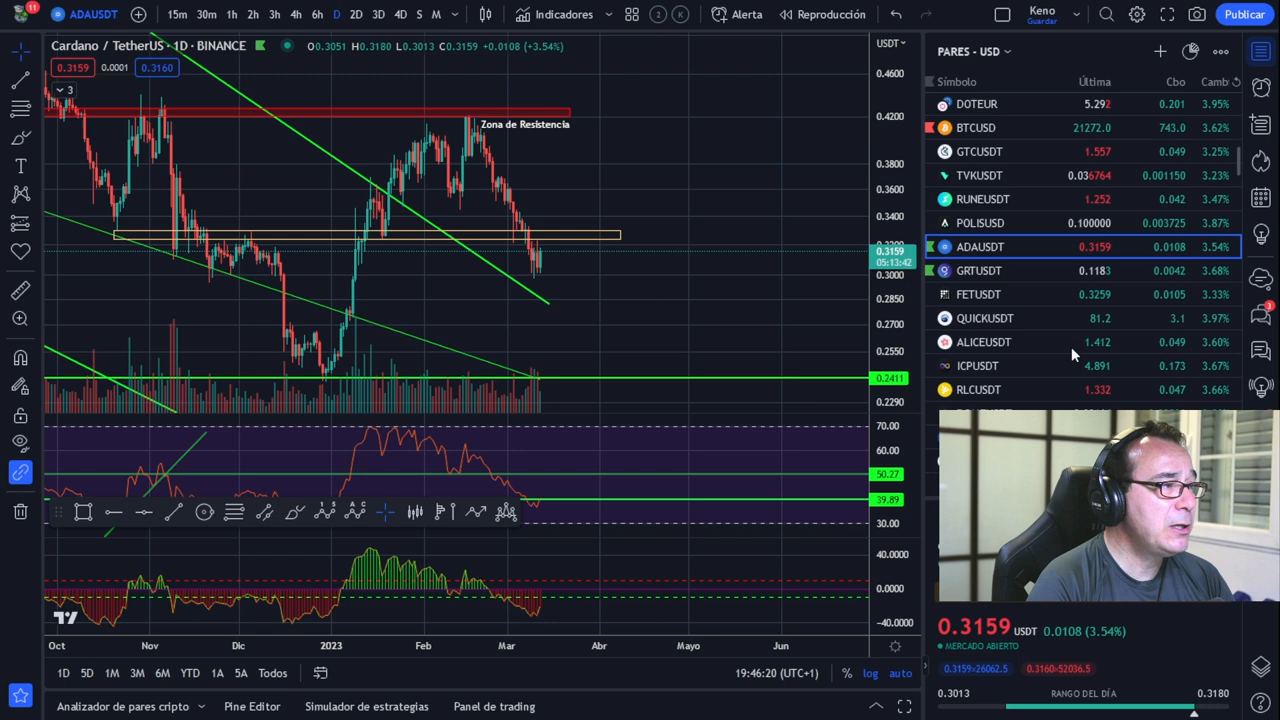 11
ADAUSDT
15m 30m 1h 2h 3h 4h 6h D 2D 3D 4D S M
Indicadores
2 K
Alerta
Reproducción
Keno
Guardar
Publicar
Cardano / TetherUS · 1D · BINANCE
O0.3051 H0.3180 L0.3013 C0.3159 +0.0108 (+3.54%)
0.3159 0.0001 0.3160
3
Zona de Resistencia
USDT
0.4600
0.4200
0.3800
0.3600
0.3400
0.3200
0.3159
05:13:42
0.3000
0.2850
0.2700
0.2550
0.2411
0.2290
70.00
60.00
50.27
39.89
30.00
40.0000
0.0000
−40.0000
Oct Nov Dic 2023 Feb Mar Abr Mayo Jun
1D 5D 1M 3M 6M YTD 1A 5A Todos
19:46:20 (UTC+1) % log auto
Analizador de pares cripto
Pine Editor
Simulador de estrategias
Panel de trading
PARES - USD
Símbolo Última Cbo Camb
DOTEUR 5.292 0.201 3.95%
BTCUSD 21272.0 743.0 3.62%
GTCUSDT 1.557 0.049 3.25%
TVKUSDT 0.036764 0.001150 3.23%
RUNEUSDT 1.252 0.042 3.47%
POLISUSD 0.100000 0.003725 3.87%
ADAUSDT 0.3159 0.0108 3.54%
GRTUSDT 0.1183 0.0042 3.68%
FETUSDT 0.3259 0.0105 3.33%
QUICKUSDT 81.2 3.1 3.97%
ALICEUSDT 1.412 0.049 3.60%
ICPUSDT 4.891 0.173 3.67%
RLCUSDT 1.332 0.047 3.66%
0.3159 USDT 0.0108 (3.54%)
MERCADO ABIERTO
0.3159×26062.5 0.3160×52036.5
0.3013 RANGO DEL DÍA 0.3180
3